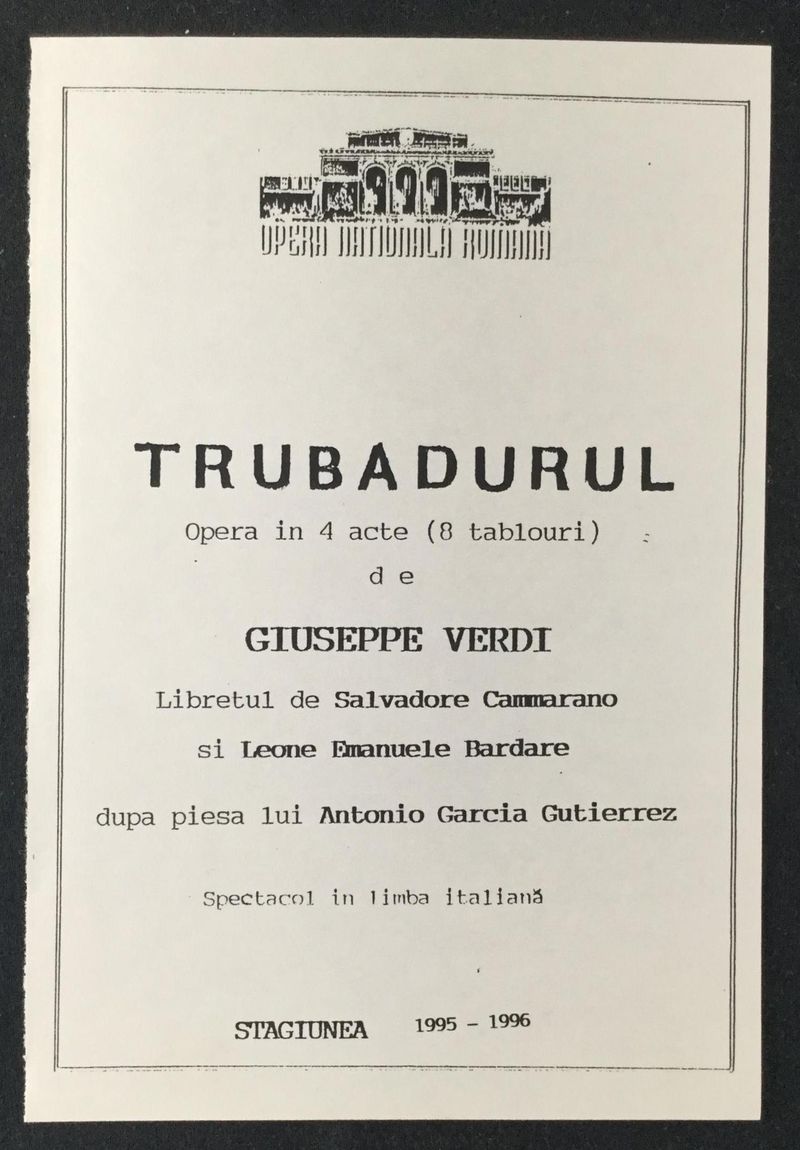 OPERA NATIONALA ROMANA
TRUBADURUL
Opera in 4 acte (8 tablouri)
de
GIUSEPPE VERDI
Libretul de Salvadore Cammarano
si Leone Emanuele Bardare
dupa piesa lui Antonio Garcia Gutierrez
Spectacol in limba italiană
STAGIUNEA 1995 - 1996